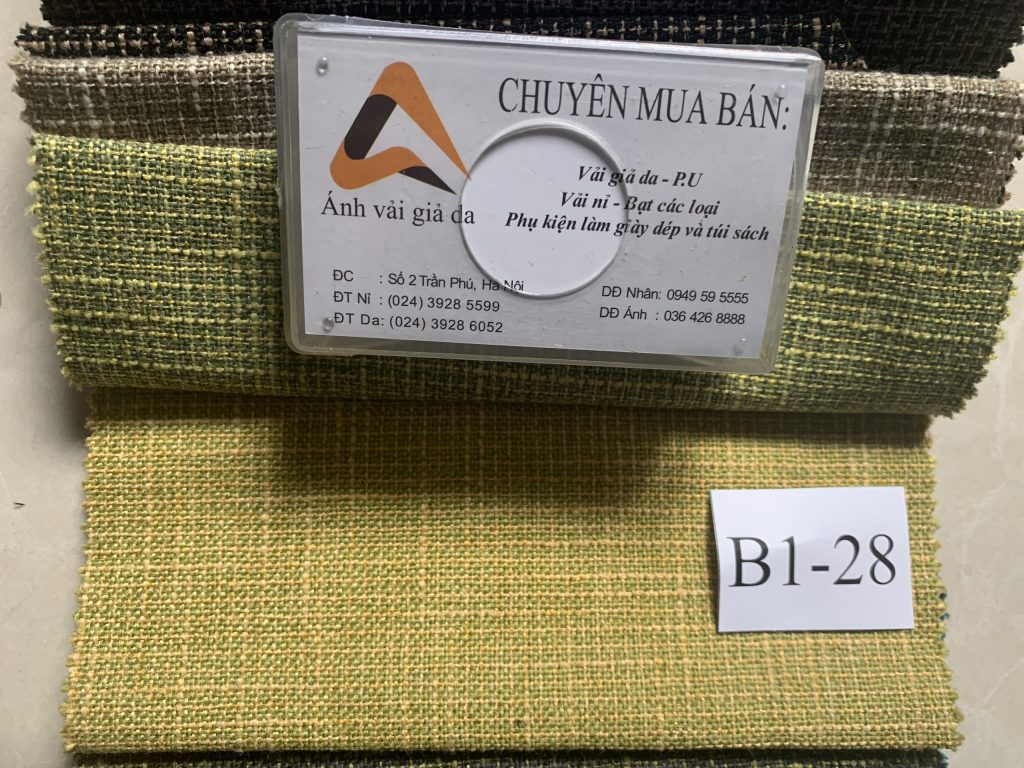 CHUYÊN MUA BÁN:
Vải giả da - P.U
Vải nỉ - Bạt các loại
Phụ kiện làm giày dép và túi sách
Ánh vải giả da
ĐC : Số 2 Trần Phú, Hà Nội
ĐT Nỉ : (024) 3928 5599
ĐT Da: (024) 3928 6052
DĐ Nhân: 0949 59 5555
DĐ Ánh : 036 426 8888
B1-28